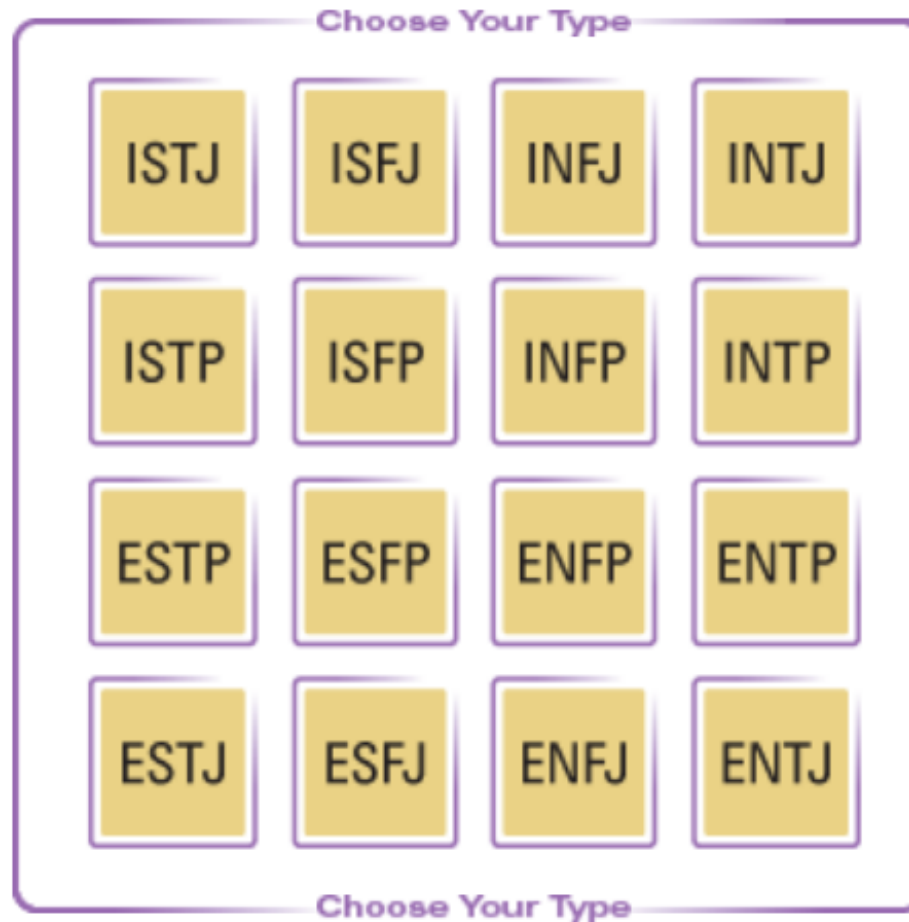 Choose Your Type
ISTJ ISFJ INFJ INTJ
ISTP ISFP INFP INTP
ESTP ESFP ENFP ENTP
ESTJ ESFJ ENFJ ENTJ
Choose Your Type